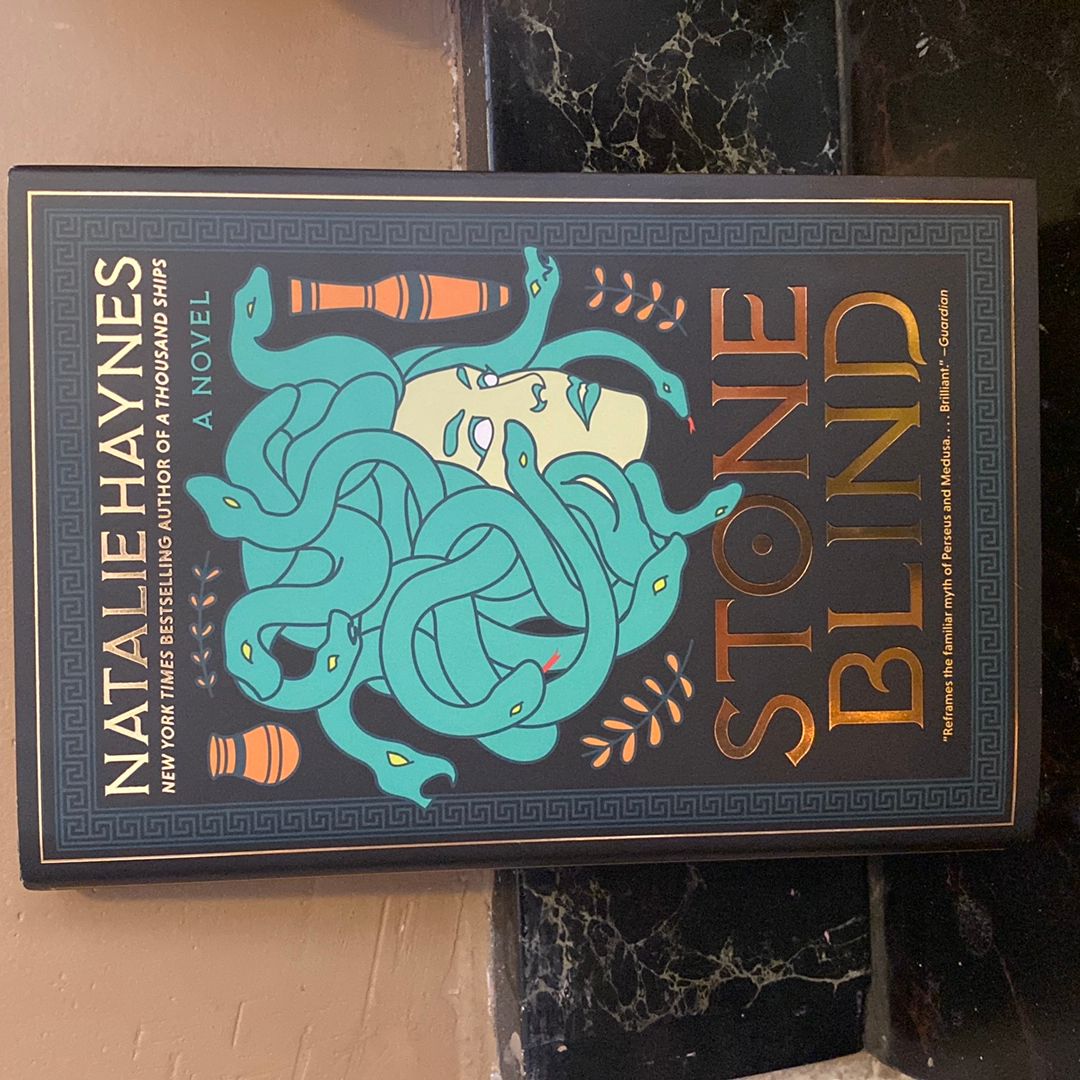 NATALIE HAYNES
NEW YORK TIMES BESTSELLING AUTHOR OF A THOUSAND SHIPS
A NOVEL
STONE
BLIND
"Reframes the familiar myth of Perseus and Medusa. . . . Brilliant." —Guardian